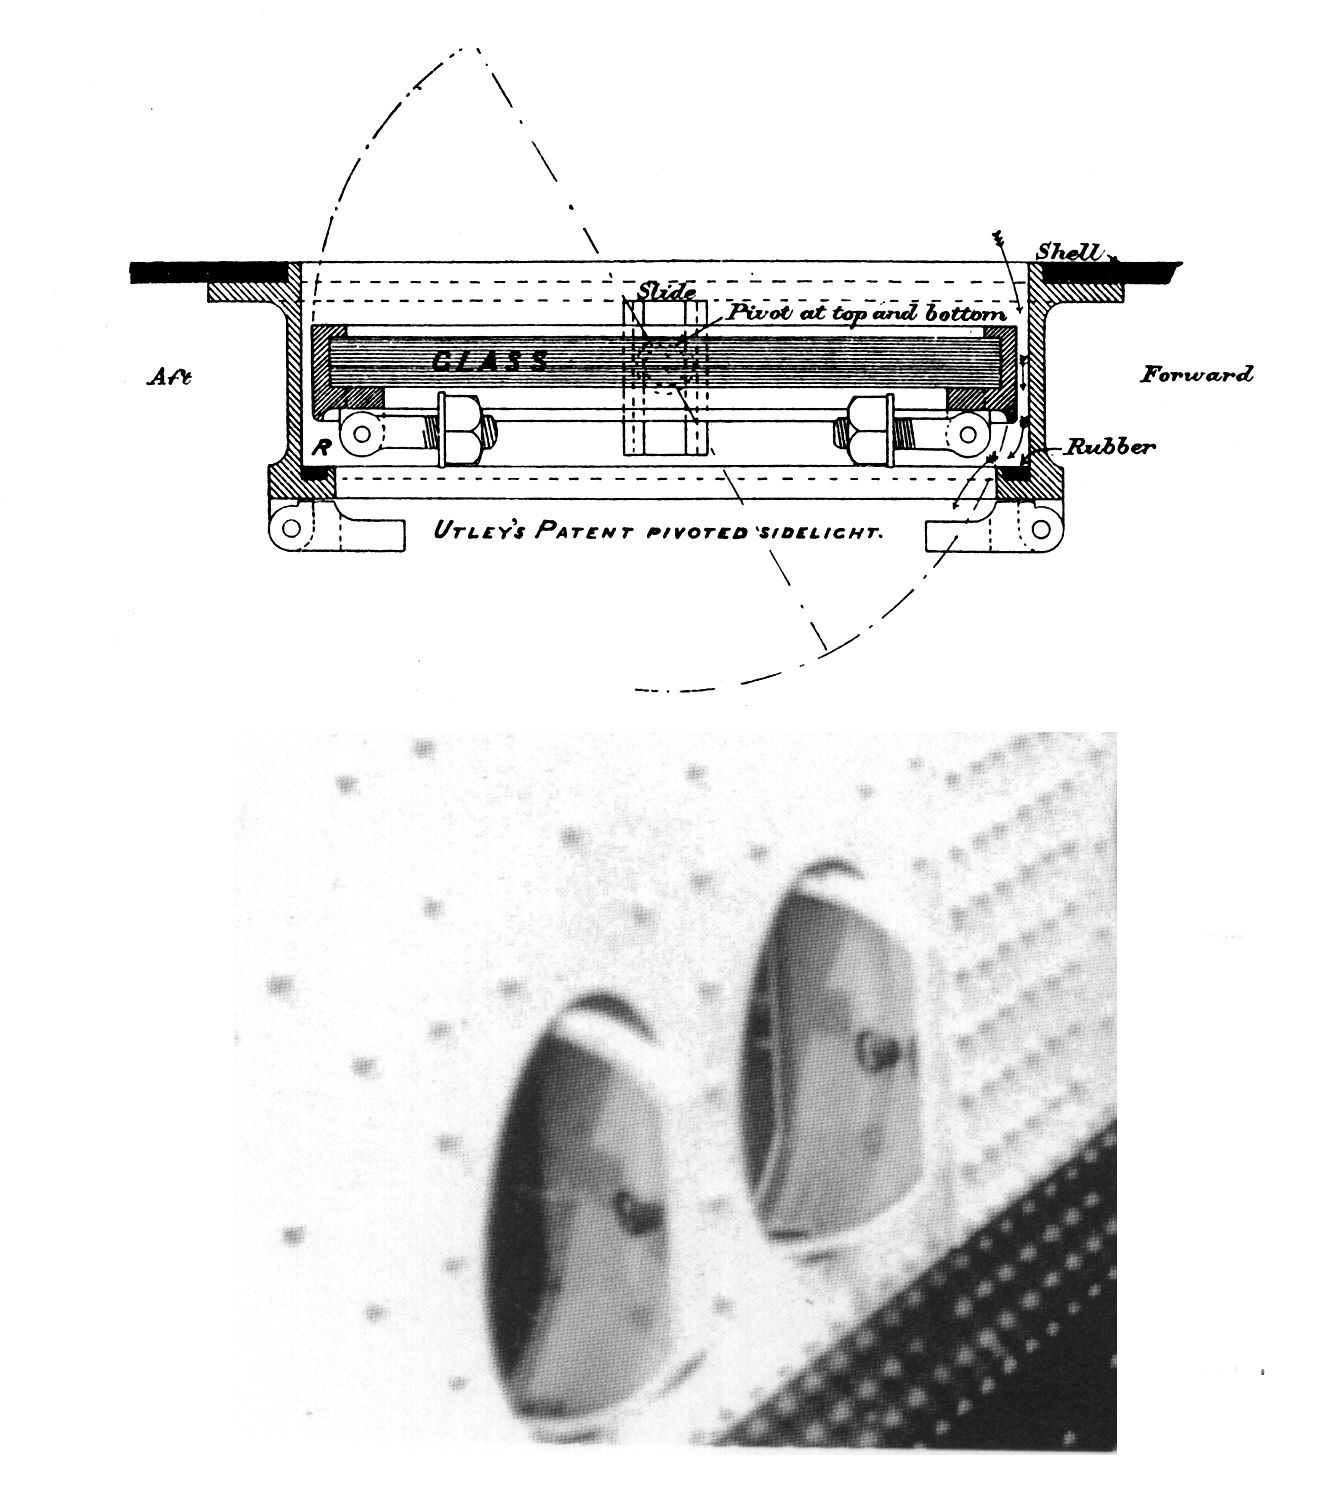 Shell
Slide
Pivot at top and bottom
GLASS
Aft
Forward
R
Rubber
UTLEY'S PATENT PIVOTED SIDELIGHT.